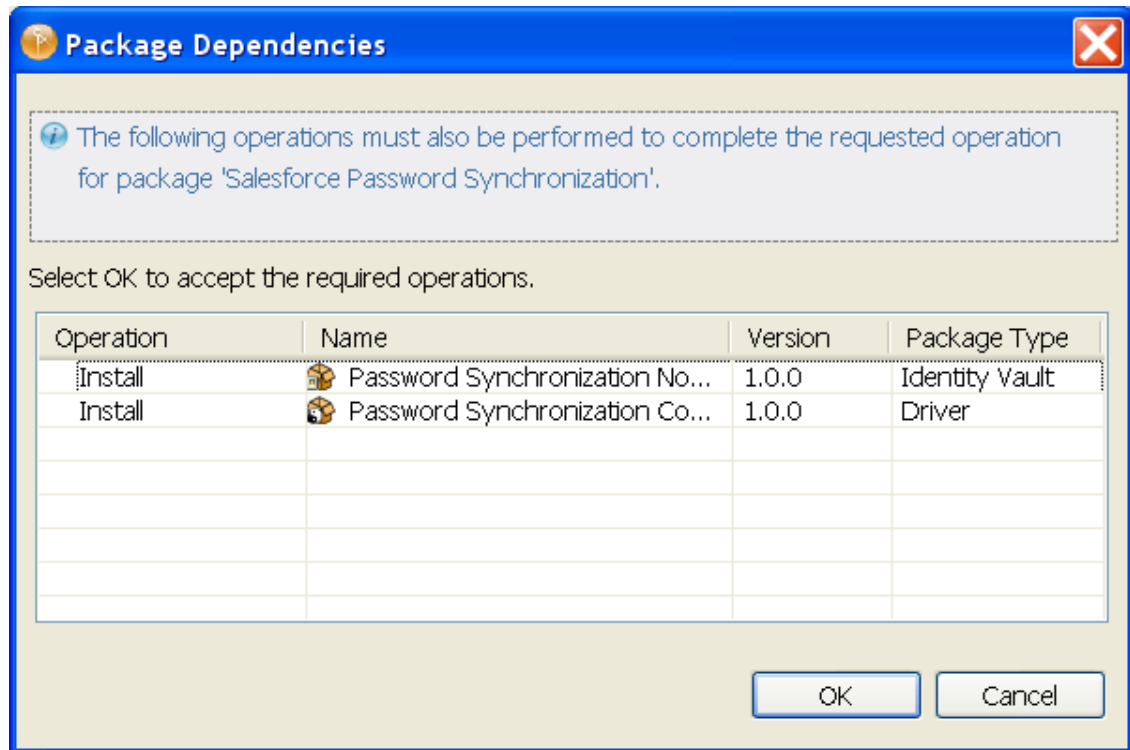 Package Dependencies
The following operations must also be performed to complete the requested operation
for package 'Salesforce Password Synchronization'.
Select OK to accept the required operations.
Operation Name Version Package Type
Install Password Synchronization No... 1.0.0 Identity Vault
Install Password Synchronization Co... 1.0.0 Driver
OK Cancel